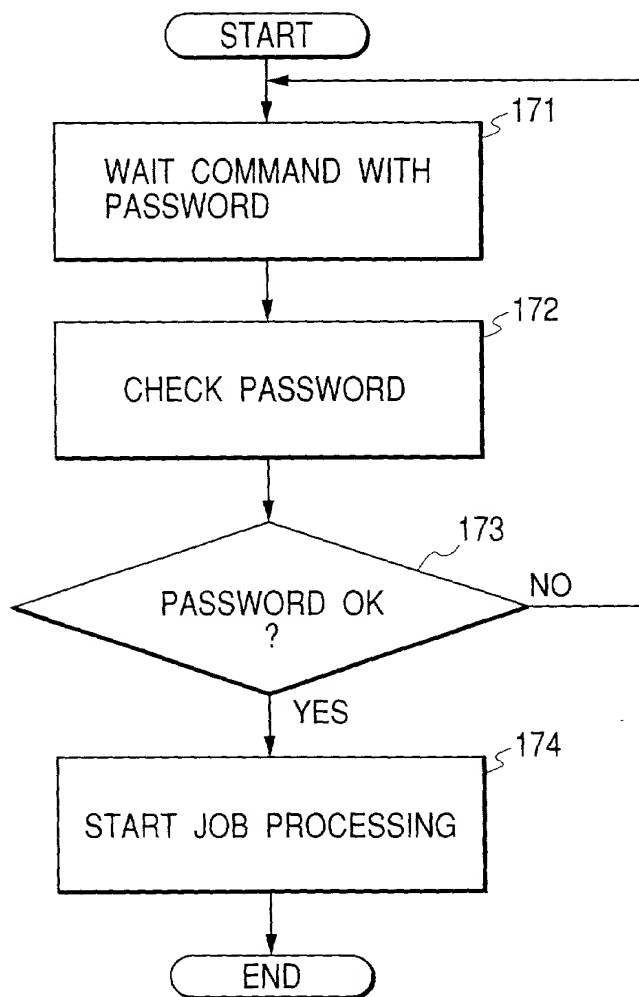 START
171
WAIT COMMAND WITH
PASSWORD
172
CHECK PASSWORD
173
PASSWORD OK
?
NO
YES
174
START JOB PROCESSING
END